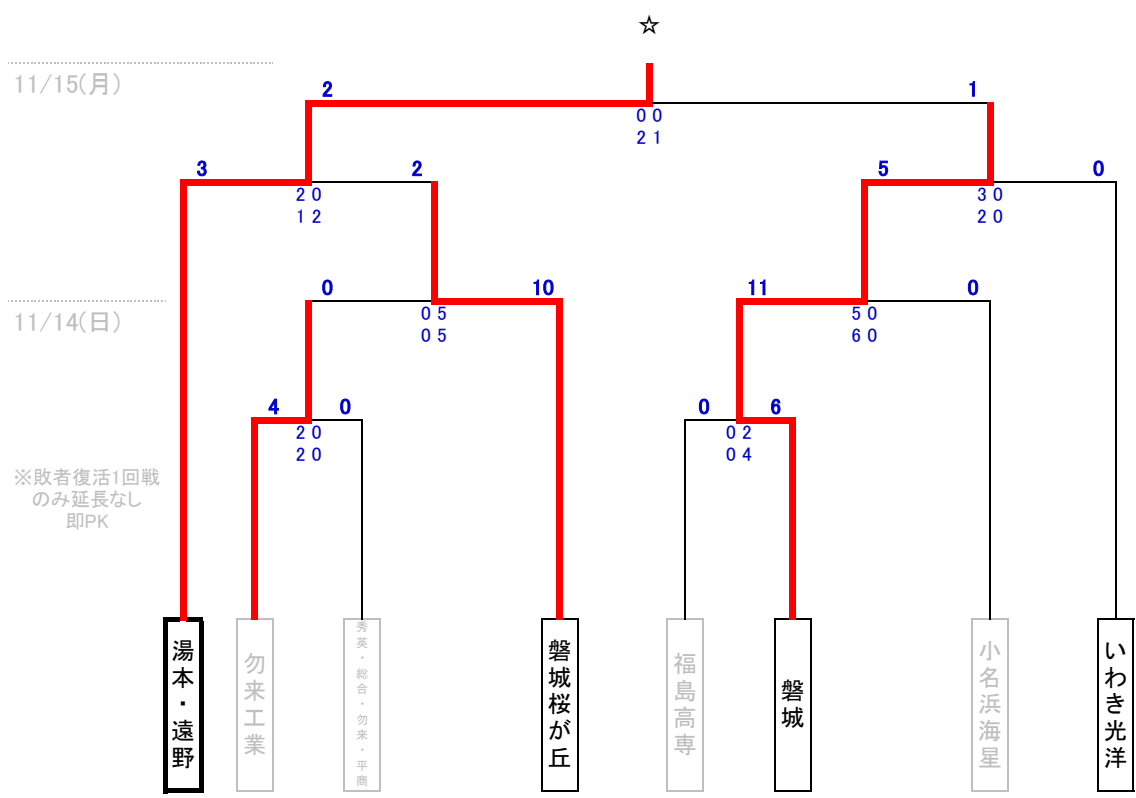 ☆
11/15(月)
2
1
0 0
2 1
3
2
5
0
2 0
1 2
3 0
2 0
0
10
11
0
11/14(日)
0 5
0 5
5 0
6 0
4
0
0
6
2 0
2 0
0 2
0 4
※敗者復活1回戦
のみ延長なし
即PK
湯本・遠野
勿来工業
秀英・総合・勿来・平商
磐城桜が丘
福島高専
磐城
小名浜海星
いわき光洋